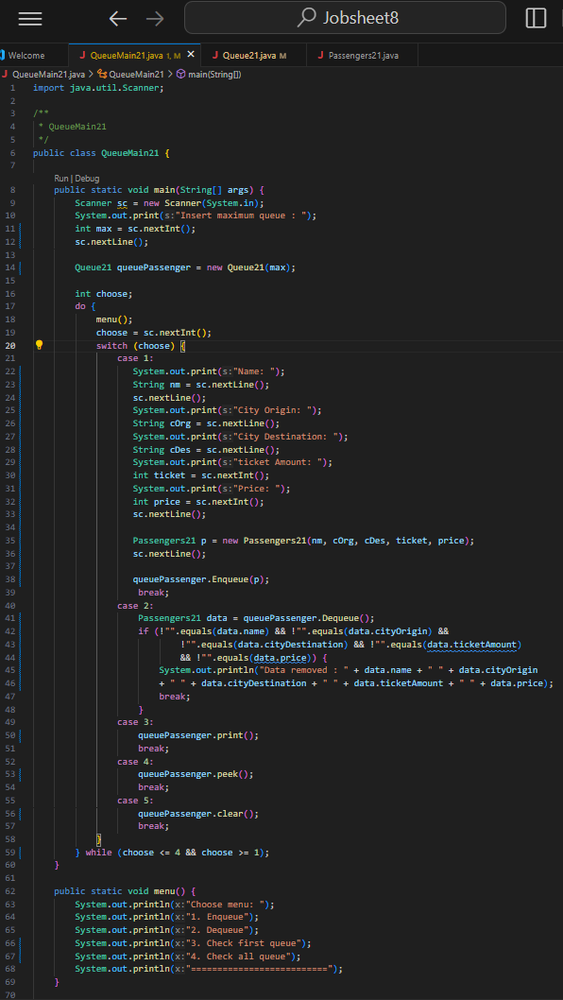 Jobsheet8
Welcome
QueueMain21.java 1, M
Queue21.java M
Passengers21.java
QueueMain21.java > QueueMain21 > main(String[])
1 import java.util.Scanner;
2
3 /**
4  * QueueMain21
5  */
6 public class QueueMain21 {
7
Run | Debug
8     public static void main(String[] args) {
9         Scanner sc = new Scanner(System.in);
10         System.out.print(s:"Insert maximum queue : ");
11         int max = sc.nextInt();
12         sc.nextLine();
13
14         Queue21 queuePassenger = new Queue21(max);
15
16         int choose;
17         do {
18             menu();
19             choose = sc.nextInt();
20             switch (choose) {
21                 case 1:
22                    System.out.print(s:"Name: ");
23                    String nm = sc.nextLine();
24                    sc.nextLine();
25                    System.out.print(s:"City Origin: ");
26                    String cOrg = sc.nextLine();
27                    System.out.print(s:"City Destination: ");
28                    String cDes = sc.nextLine();
29                    System.out.print(s:"ticket Amount: ");
30                    int ticket = sc.nextInt();
31                    System.out.print(s:"Price: ");
32                    int price = sc.nextInt();
33                    sc.nextLine();
34
35                    Passengers21 p = new Passengers21(nm, cOrg, cDes, ticket, price);
36                    sc.nextLine();
37
38                    queuePassenger.Enqueue(p);
39                     break;
40                 case 2:
41                     Passengers21 data = queuePassenger.Dequeue();
42                     if (!"".equals(data.name) && !"".equals(data.cityOrigin) &&
43                             !"".equals(data.cityDestination) && !"".equals(data.ticketAmount)
44                             && !"".equals(data.price)) {
45                         System.out.println("Data removed : " + data.name + " " + data.cityOrigin
46                         + " " + data.cityDestination + " " + data.ticketAmount + " " + data.price);
47                         break;
48                     }
49                 case 3:
50                     queuePassenger.print();
51                     break;
52                 case 4:
53                     queuePassenger.peek();
54                     break;
55                 case 5:
56                     queuePassenger.clear();
57                     break;
58             }
59         } while (choose <= 4 && choose >= 1);
60     }
61
62     public static void menu() {
63         System.out.println(x:"Choose menu: ");
64         System.out.println(x:"1. Enqueue");
65         System.out.println(x:"2. Dequeue");
66         System.out.println(x:"3. Check first queue");
67         System.out.println(x:"4. Check all queue");
68         System.out.println(x:"==========================");
69     }
70